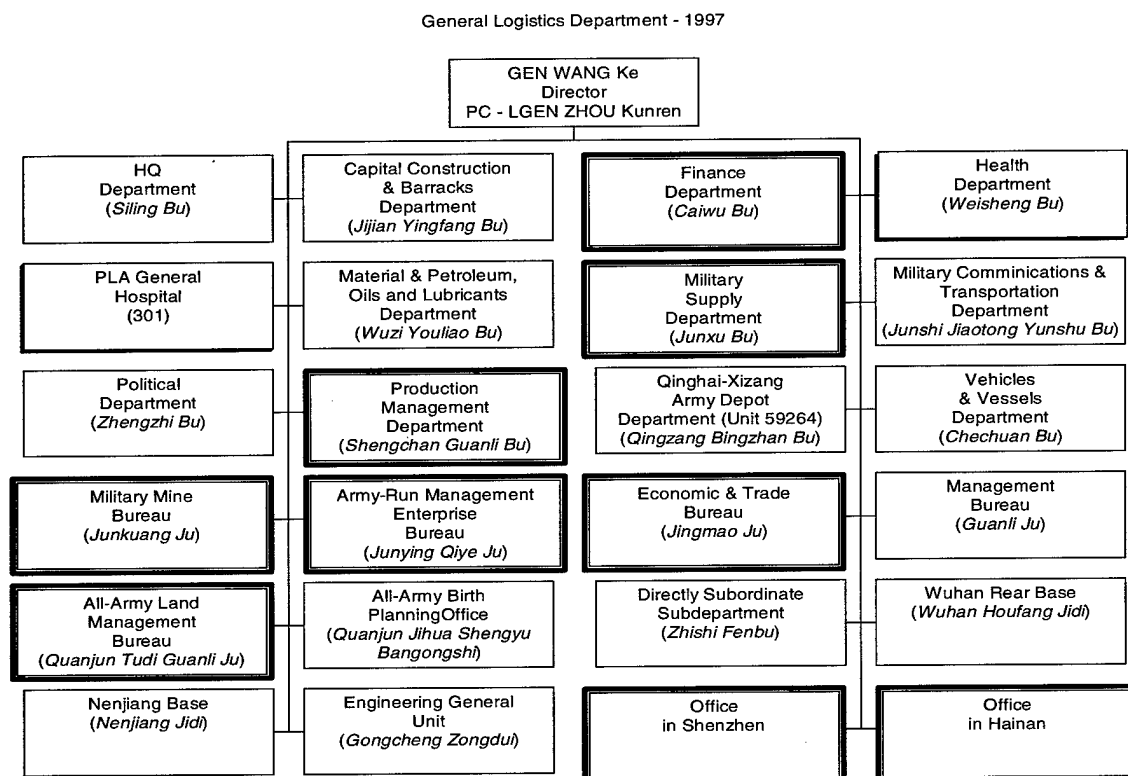 General Logistics Department - 1997
GEN WANG Ke
Director
PC - LGEN ZHOU Kunren
HQ
Department
(Siling Bu)
Capital Construction
& Barracks
Department
(Jijian Yingfang Bu)
Finance
Department
(Caiwu Bu)
Health
Department
(Weisheng Bu)
PLA General
Hospital
(301)
Material & Petroleum,
Oils and Lubricants
Department
(Wuzi Youliao Bu)
Military
Supply
Department
(Junxu Bu)
Military Comminications &
Transportation
Department
(Junshi Jiaotong Yunshu Bu)
Political
Department
(Zhengzhi Bu)
Production
Management
Department
(Shengchan Guanli Bu)
Qinghai-Xizang
Army Depot
Department (Unit 59264)
(Qingzang Bingzhan Bu)
Vehicles
& Vessels
Department
(Chechuan Bu)
Military Mine
Bureau
(Junkuang Ju)
Army-Run Management
Enterprise
Bureau
(Junying Qiye Ju)
Economic & Trade
Bureau
(Jingmao Ju)
Management
Bureau
(Guanli Ju)
All-Army Land
Management
Bureau
(Quanjun Tudi Guanli Ju)
All-Army Birth
PlanningOffice
(Quanjun Jihua Shengyu
Bangongshi)
Directly Subordinate
Subdepartment
(Zhishi Fenbu)
Wuhan Rear Base
(Wuhan Houfang Jidi)
Nenjiang Base
(Nenjiang Jidi)
Engineering General
Unit
(Gongcheng Zongdui)
Office
in Shenzhen
Office
in Hainan